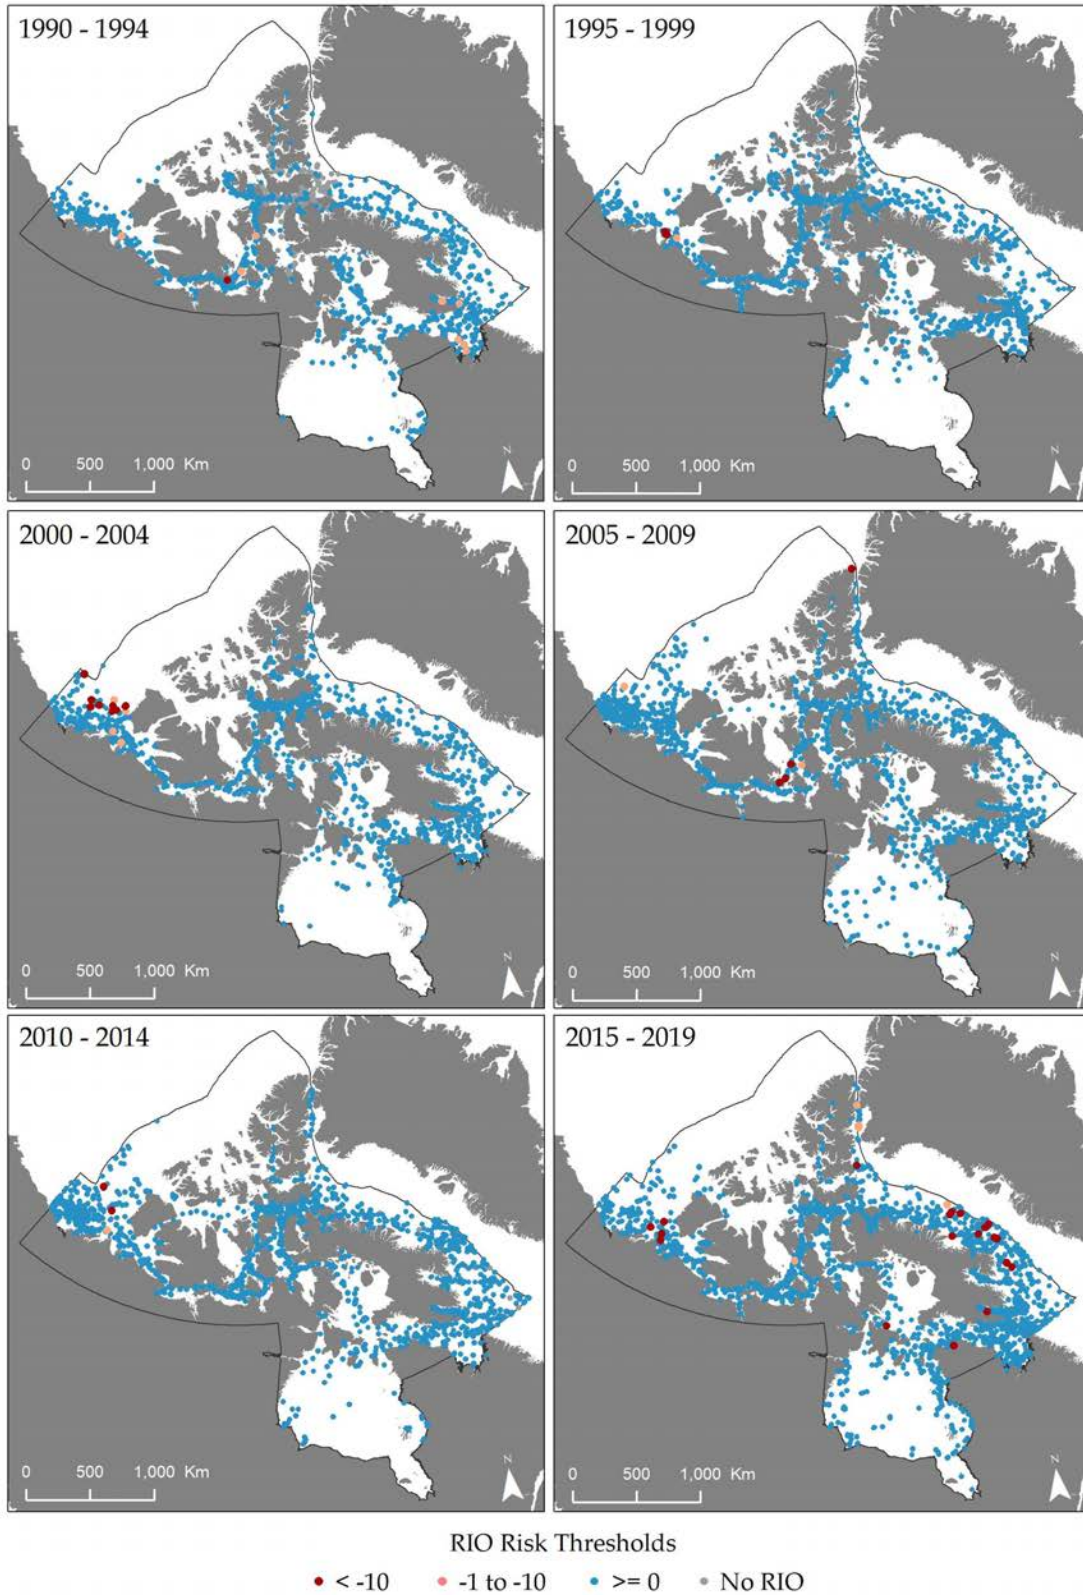 1990 - 1994
1995 - 1999
N
N
0 500 1,000 Km
0 500 1,000 Km
2000 - 2004
2005 - 2009
N
N
0 500 1,000 Km
0 500 1,000 Km
2010 - 2014
2015 - 2019
N
N
0 500 1,000 Km
0 500 1,000 Km
RIO Risk Thresholds
< -10 -1 to -10 >= 0 No RIO